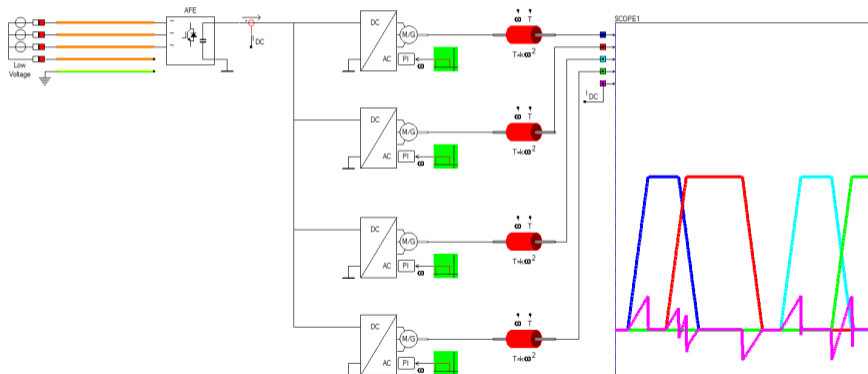 AFE
I
DC
Low
Voltage
DC
AC
M/G
PI
ω
ω T
T=kω²
SCOPE1
I
DC
DC
AC
M/G
PI
ω
ω T
T=kω²
DC
AC
M/G
PI
ω
ω T
T=kω²
DC
AC
M/G
PI
ω
ω T
T=kω²